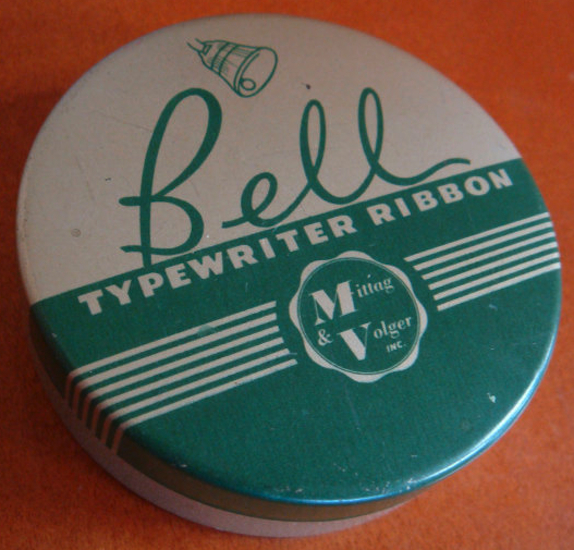 Bell
TYPEWRITER RIBBON
Mittag
& Volger
INC.